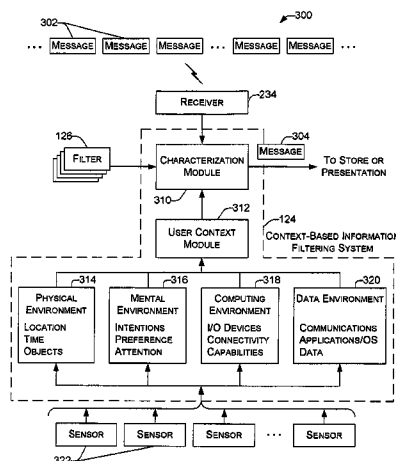 300
302
... MESSAGE MESSAGE MESSAGE ... MESSAGE MESSAGE ...
RECEIVER
234
126
FILTER
CHARACTERIZATION
MODULE
310
304
MESSAGE
TO STORE OR
PRESENTATION
312
USER CONTEXT
MODULE
124
CONTEXT-BASED INFORMATION
FILTERING SYSTEM
314
PHYSICAL
ENVIRONMENT
LOCATION
TIME
OBJECTS
316
MENTAL
ENVIRONMENT
INTENTIONS
PREFERENCE
ATTENTION
318
COMPUTING
ENVIRONMENT
I/O DEVICES
CONNECTIVITY
CAPABILITIES
320
DATA ENVIRONMENT
COMMUNICATIONS
APPLICATIONS/OS
DATA
SENSOR SENSOR SENSOR ... SENSOR
322